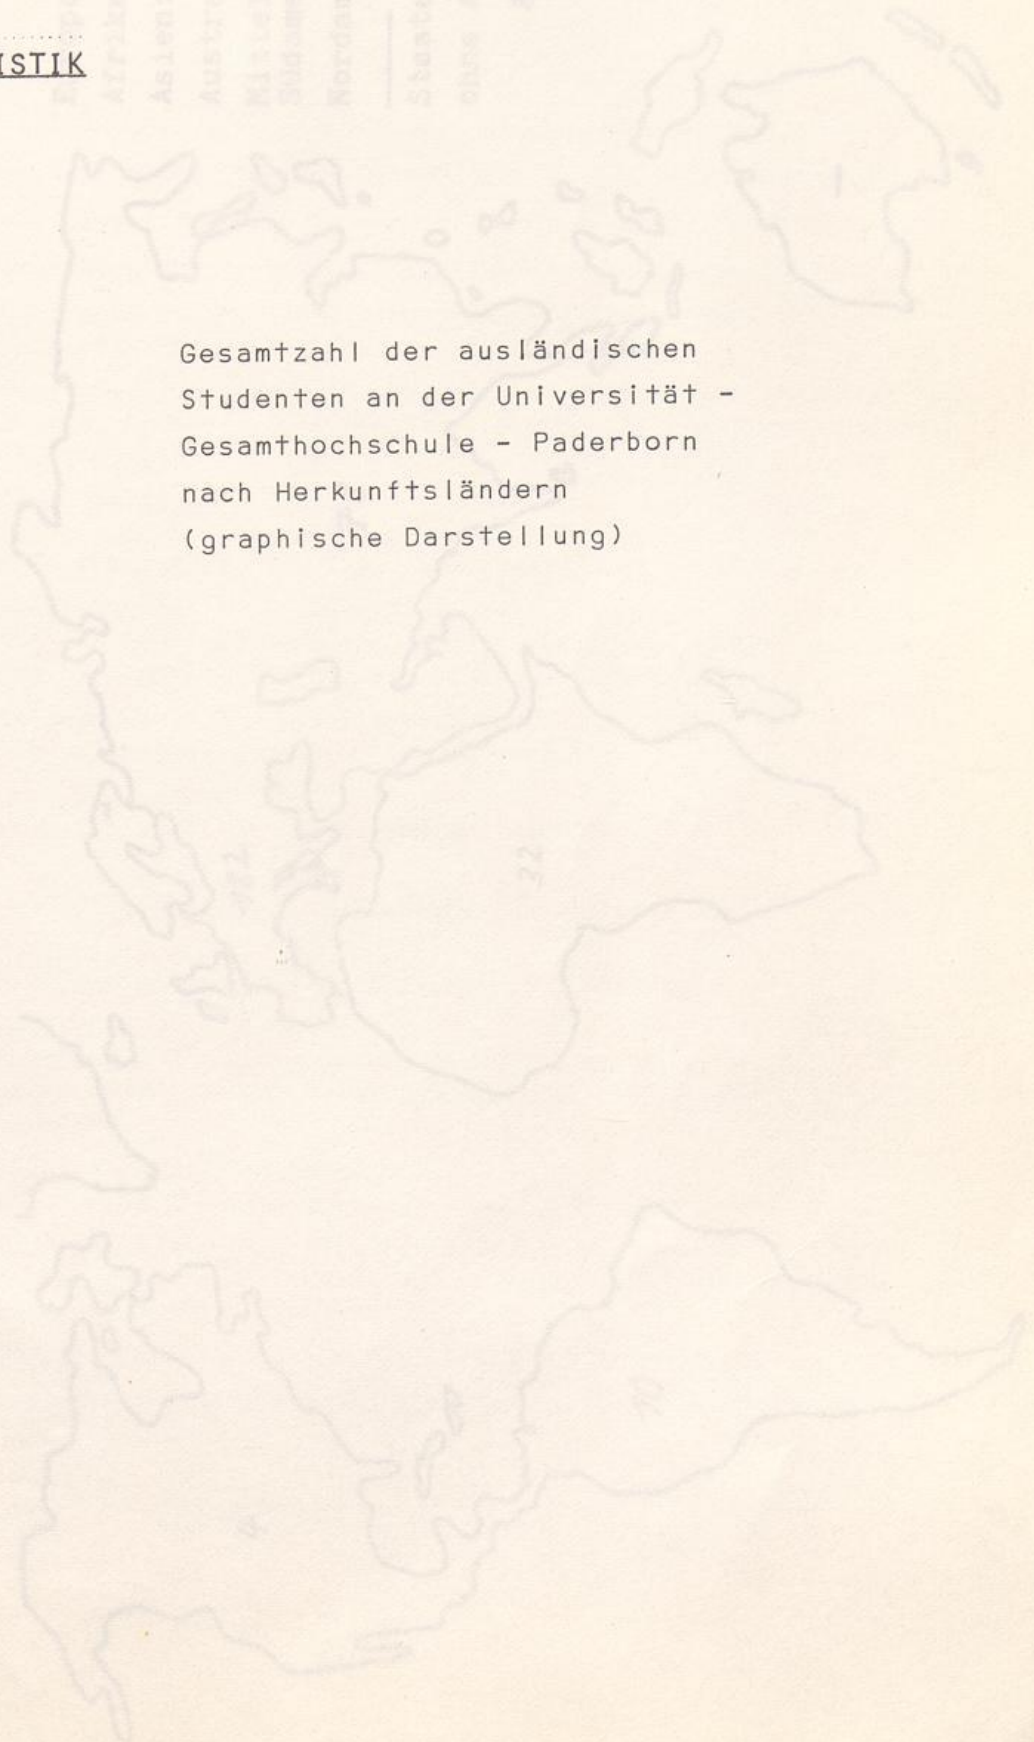 ISTIK
Gesamtzahl der ausländischen
Studenten an der Universität -
Gesamthochschule - Paderborn
nach Herkunftsländern
(graphische Darstellung)